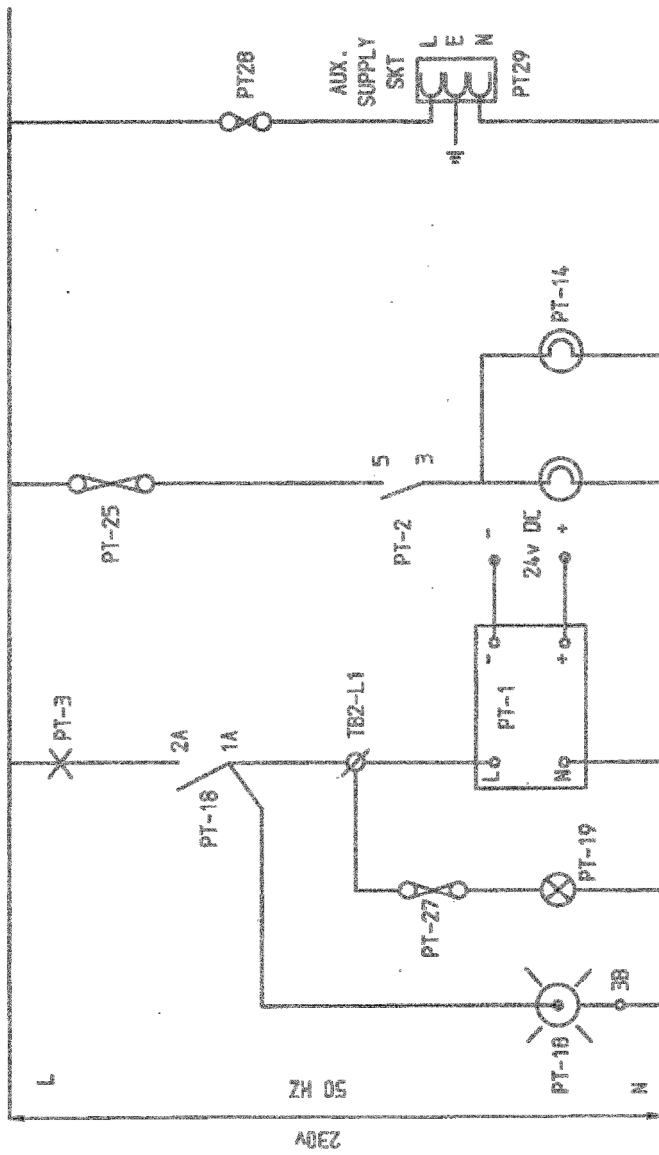 230V
50 HZ
L
N
PT-18
3B
PT-27
PT-19
PT-3
2A
1A
PT-18
TB2-L1
L
N
PT-1
-
+
-
24v DC
+
PT-25
PT-2
5
3
PT-14
PT28
AUX.
SUPPLY
SKT
L
E
N
PT29